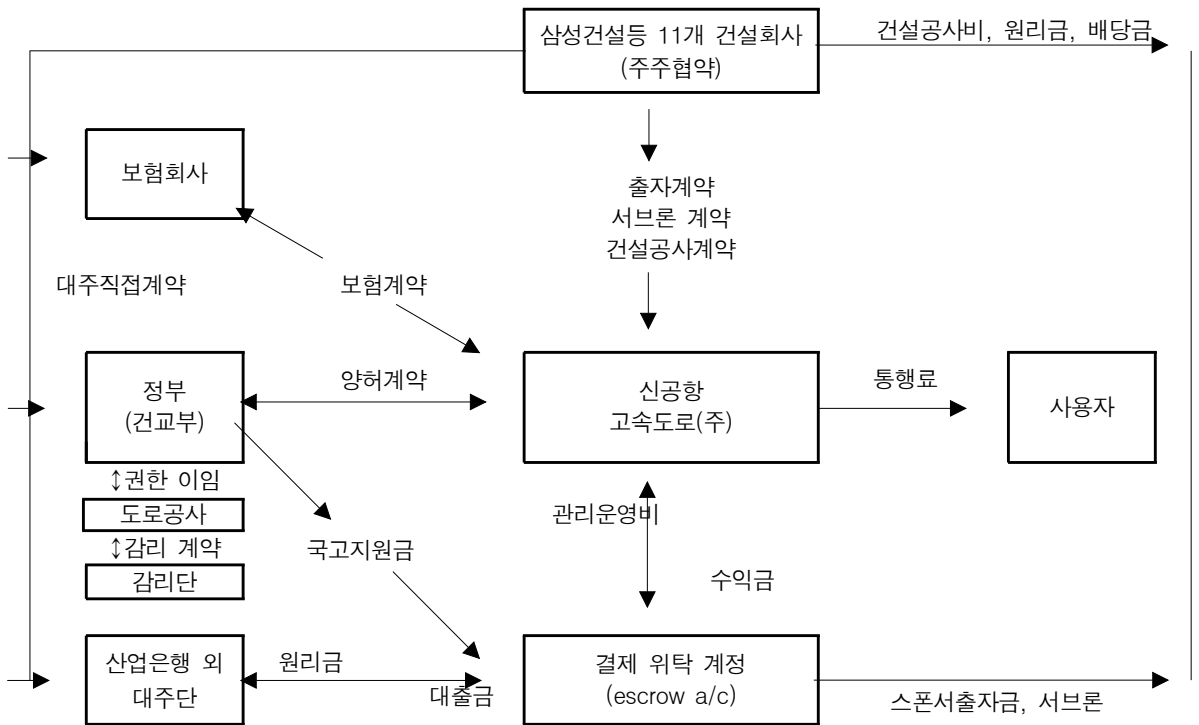 삼성건설등 11개 건설회사
(주주협약)
건설공사비, 원리금, 배당금
보험회사
출자계약
서브론 계약
건설공사계약
대주직접계약
보험계약
정부
(건교부)
양허계약
신공항
고속도로(주)
통행료
사용자
↕권한 이임
도로공사
↕감리 계약
감리단
관리운영비
국고지원금
수익금
산업은행 외
대주단
원리금
대출금
결제 위탁 계정
(escrow a/c)
스폰서출자금, 서브론